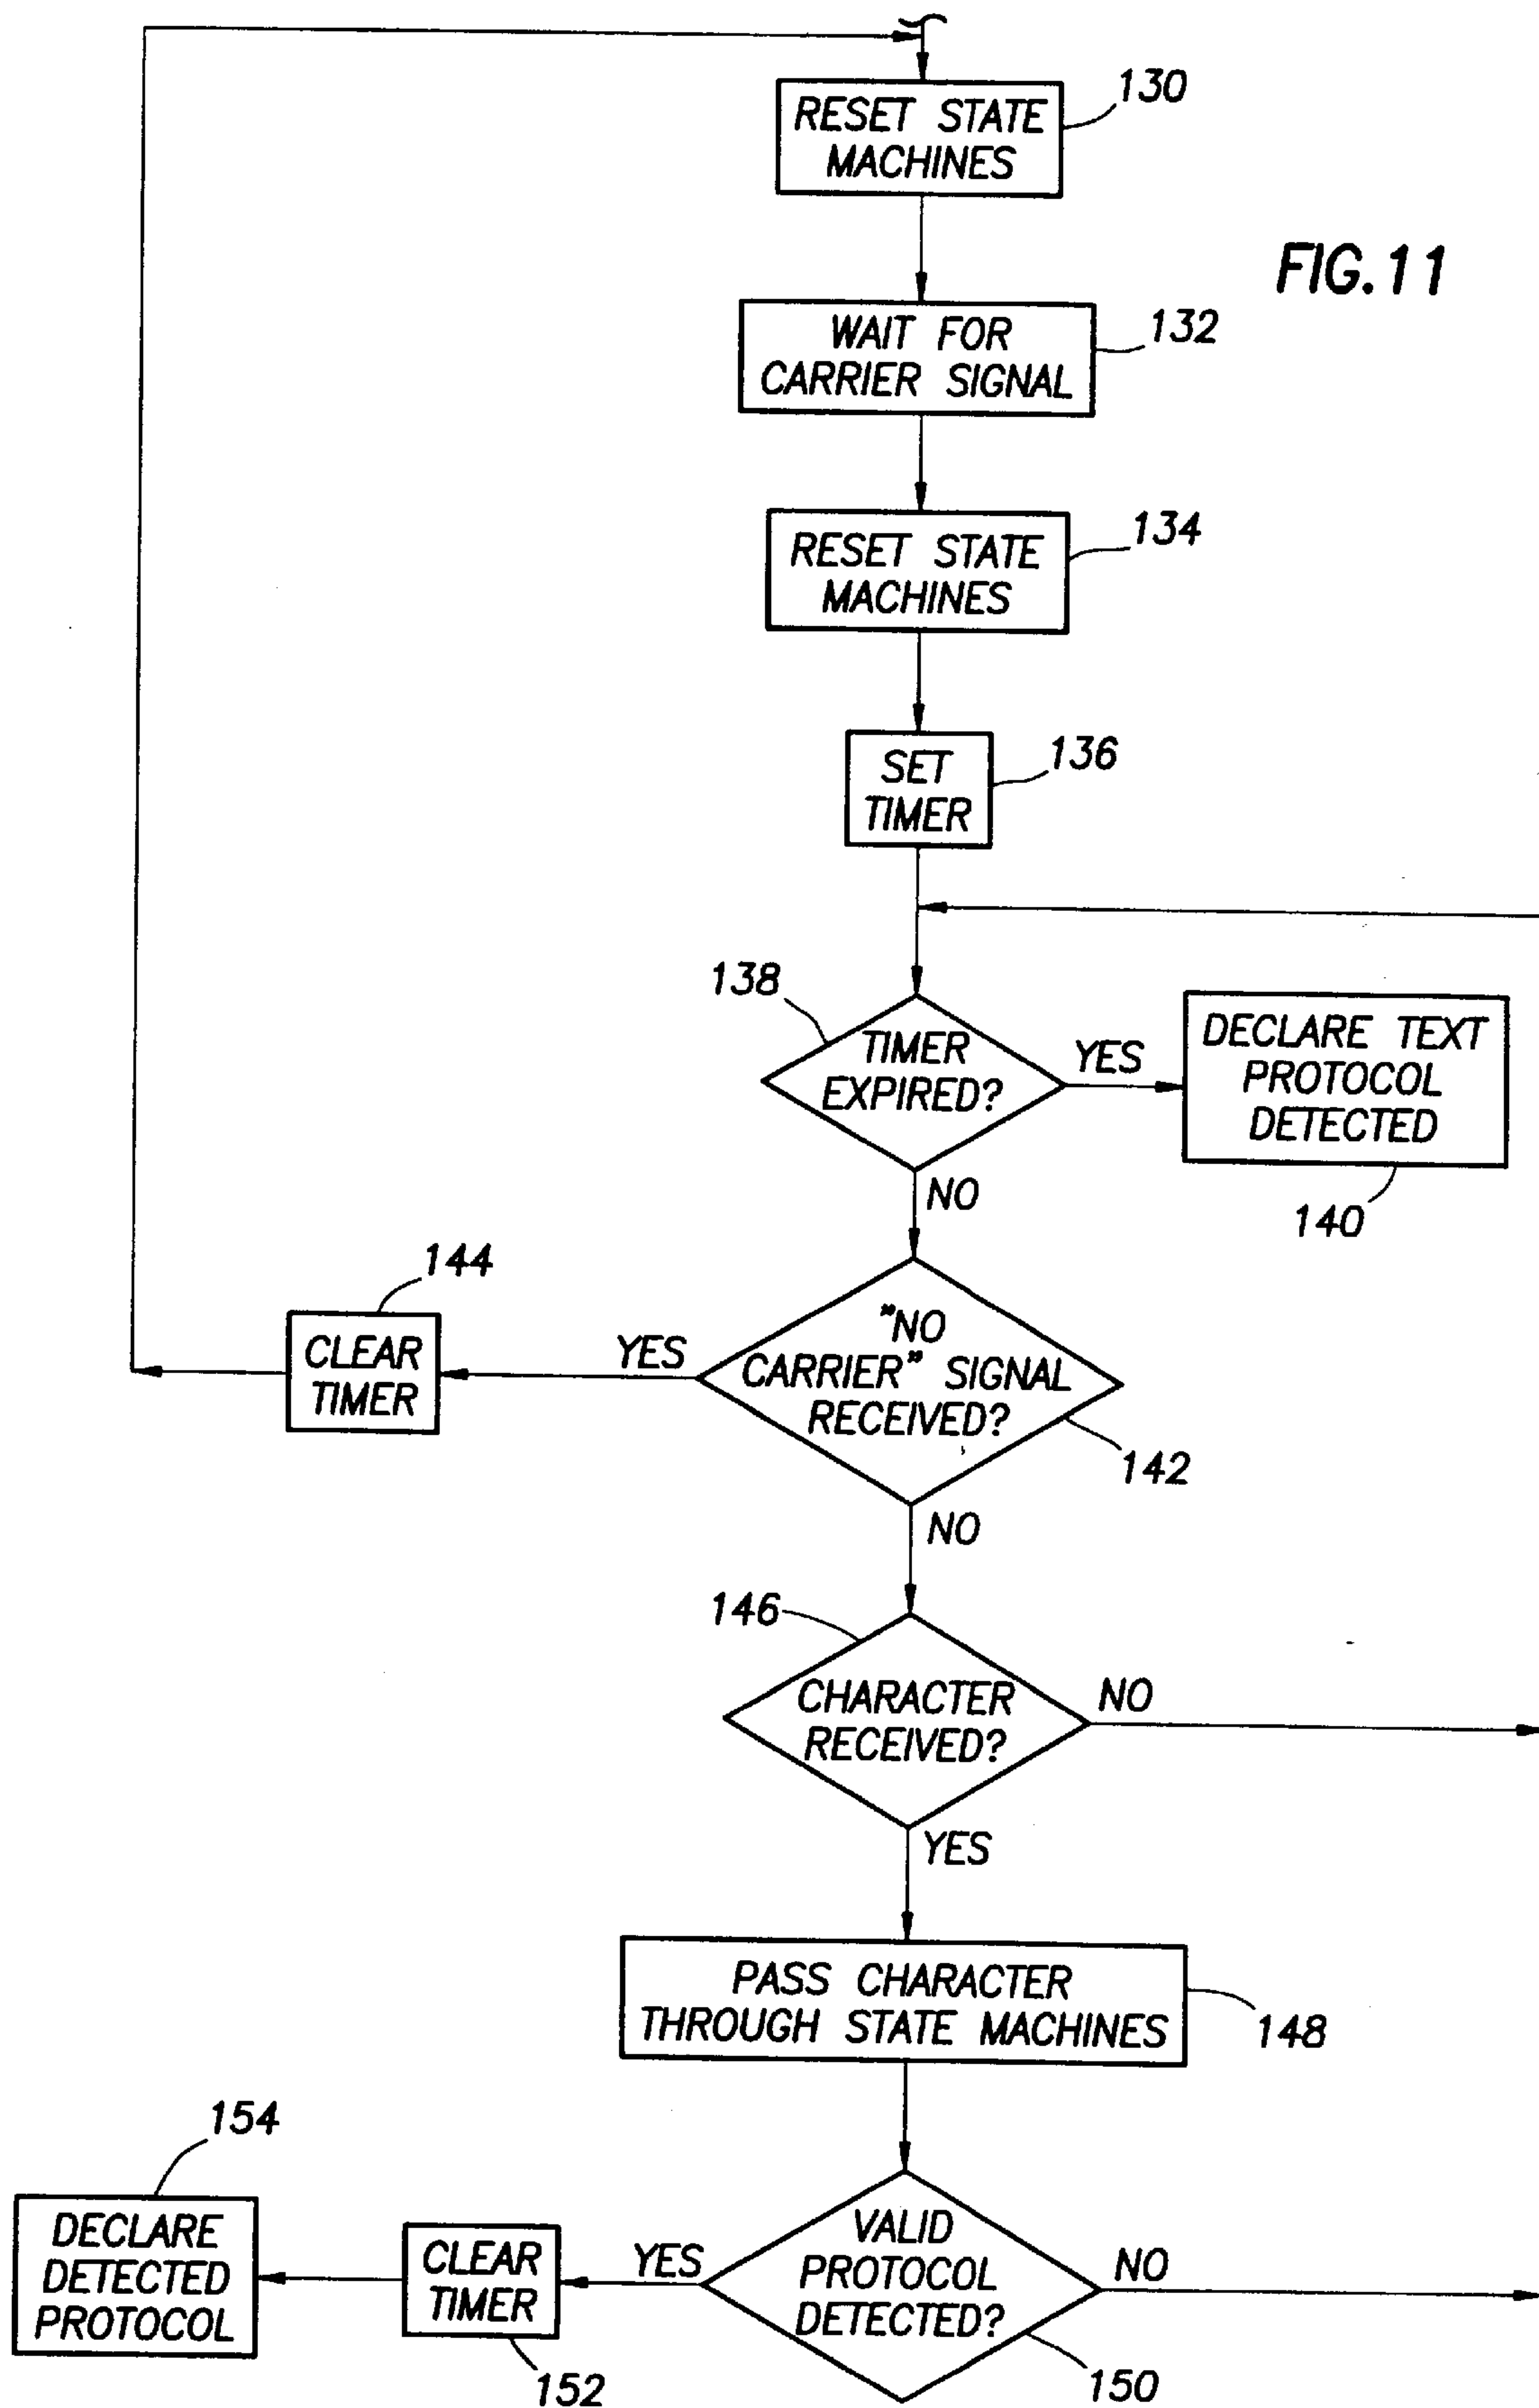 130
RESET STATE
MACHINES
FIG.11
132
WAIT FOR
CARRIER SIGNAL
134
RESET STATE
MACHINES
136
SET
TIMER
138
TIMER
EXPIRED?
YES
DECLARE TEXT
PROTOCOL
DETECTED
140
NO
144
CLEAR
TIMER
YES
"NO
CARRIER" SIGNAL
RECEIVED?
142
NO
146
CHARACTER
RECEIVED?
NO
YES
PASS CHARACTER
THROUGH STATE MACHINES
148
154
DECLARE
DETECTED
PROTOCOL
CLEAR
TIMER
152
YES
VALID
PROTOCOL
DETECTED?
NO
150